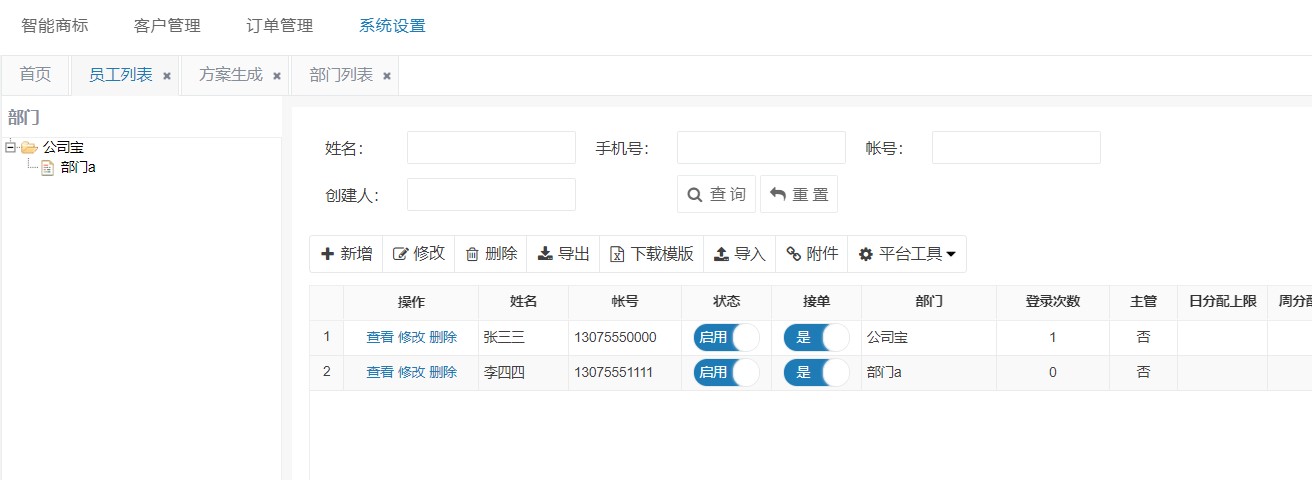 智能商标 客户管理 订单管理 系统设置
首页 员工列表 方案生成 部门列表
部门
公司宝
部门a
姓名： 手机号： 帐号：
创建人： 查 询 重 置
新增 修改 删除 导出 下载模版 导入 附件 平台工具
操作 姓名 帐号 状态 接单 部门 登录次数 主管 日分配上限 周分配
1 查看 修改 删除 张三三 13075550000 启用 是 公司宝 1 否
2 查看 修改 删除 李四四 13075551111 启用 是 部门a 0 否